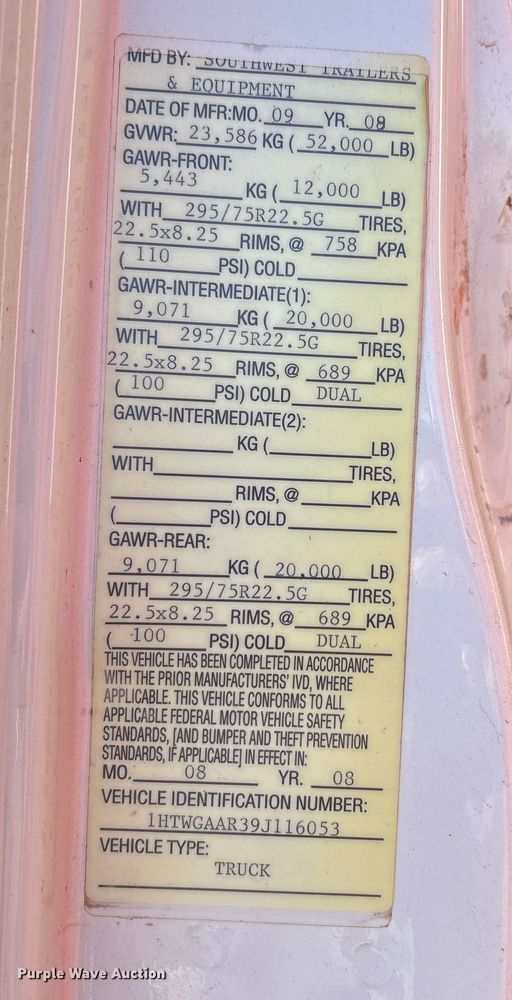 MFD BY: SOUTHWEST TRAILERS
& EQUIPMENT
DATE OF MFR:MO. 09 YR. 08
GVWR: 23,586 KG ( 52,000 LB)
GAWR-FRONT:
5,443 KG ( 12,000 LB)
WITH 295/75R22.5G TIRES,
22.5x8.25 RIMS, @ 758 KPA
( 110 PSI) COLD
GAWR-INTERMEDIATE(1):
9,071 KG ( 20,000 LB)
WITH 295/75R22.5G TIRES,
22.5x8.25 RIMS, @ 689 KPA
( 100 PSI) COLD DUAL
GAWR-INTERMEDIATE(2):
KG ( LB)
WITH TIRES,
RIMS, @ KPA
( PSI) COLD
GAWR-REAR:
9,071 KG ( 20,000 LB)
WITH 295/75R22.5G TIRES,
22.5x8.25 RIMS, @ 689 KPA
( 100 PSI) COLD DUAL
THIS VEHICLE HAS BEEN COMPLETED IN ACCORDANCE
WITH THE PRIOR MANUFACTURERS' IVD, WHERE
APPLICABLE. THIS VEHICLE CONFORMS TO ALL
APPLICABLE FEDERAL MOTOR VEHICLE SAFETY
STANDARDS, [AND BUMPER AND THEFT PREVENTION
STANDARDS, IF APPLICABLE] IN EFFECT IN:
MO. 08 YR. 08
VEHICLE IDENTIFICATION NUMBER:
1HTWGAAR39J116053
VEHICLE TYPE:
TRUCK
Purple Wave Auction